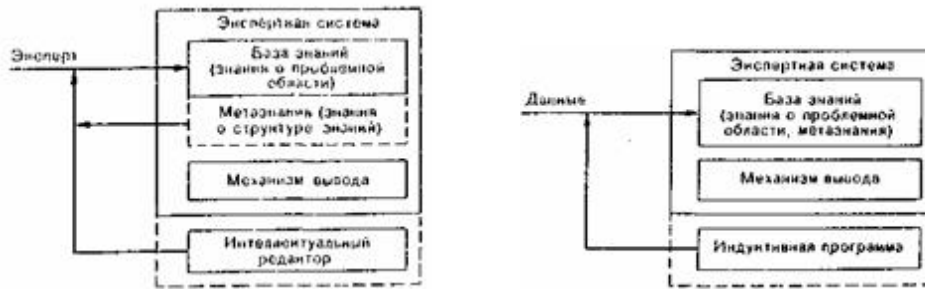 Экспертная система
Эксперт
База знаний
(знания о проблемной
области)
Метазнания (знания
о структуре знаний)
Механизм вывода
Интеллектуальный
редактор
Экспертная система
Данные
База знаний
(знания о проблемной
области, метазнания)
Механизм вывода
Индуктивная программа